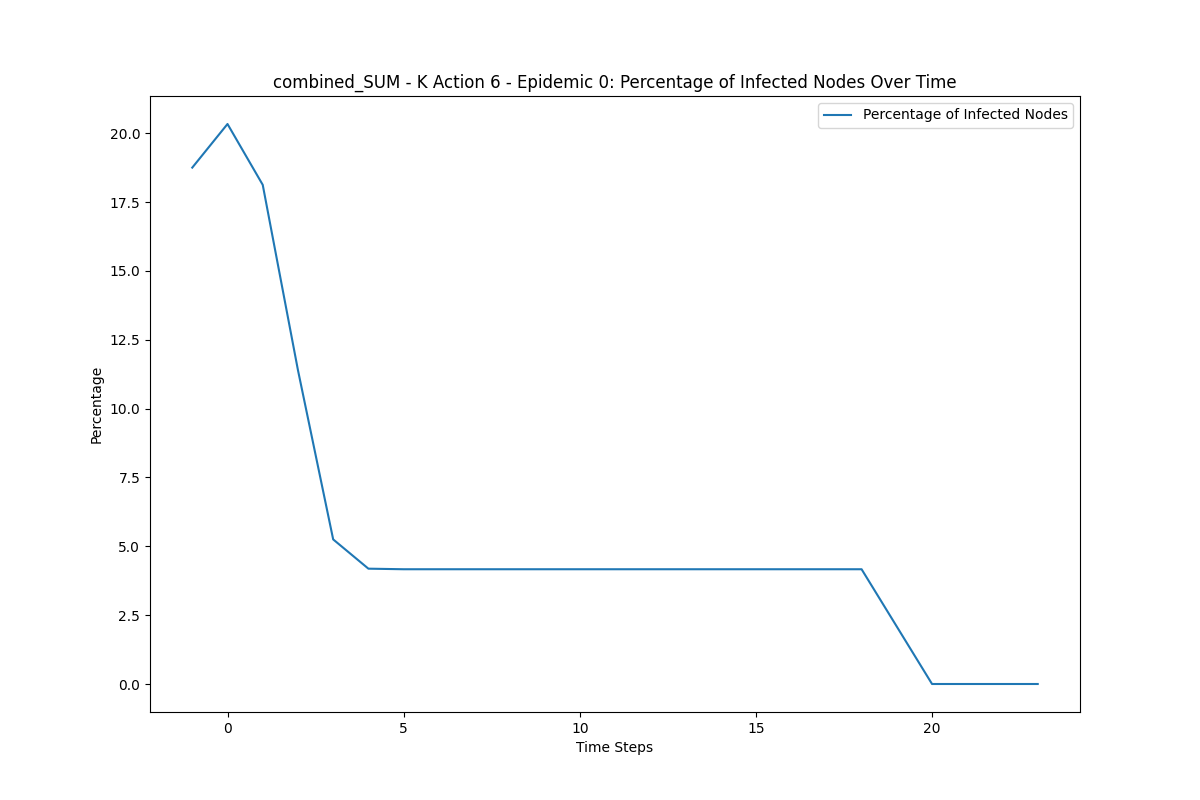 combined_SUM - K Action 6 - Epidemic 0: Percentage of Infected Nodes Over Time
Percentage of Infected Nodes
20.0
17.5
15.0
12.5
10.0
7.5
5.0
2.5
0.0
Percentage
0 5 10 15 20
Time Steps